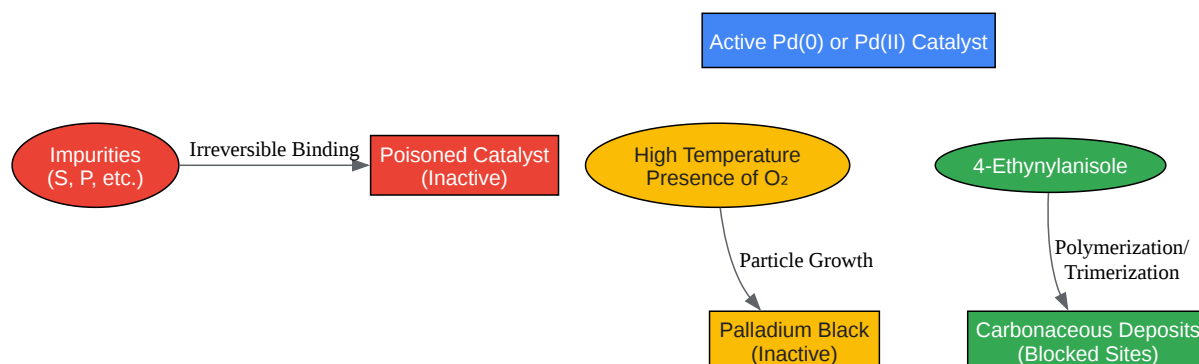 Active Pd(0) or Pd(II) Catalyst
Impurities
(S, P, etc.)
Irreversible Binding
Poisoned Catalyst
(Inactive)
High Temperature
Presence of O₂
4-Ethynylanisole
Particle Growth
Polymerization/
Trimerization
Palladium Black
(Inactive)
Carbonaceous Deposits
(Blocked Sites)